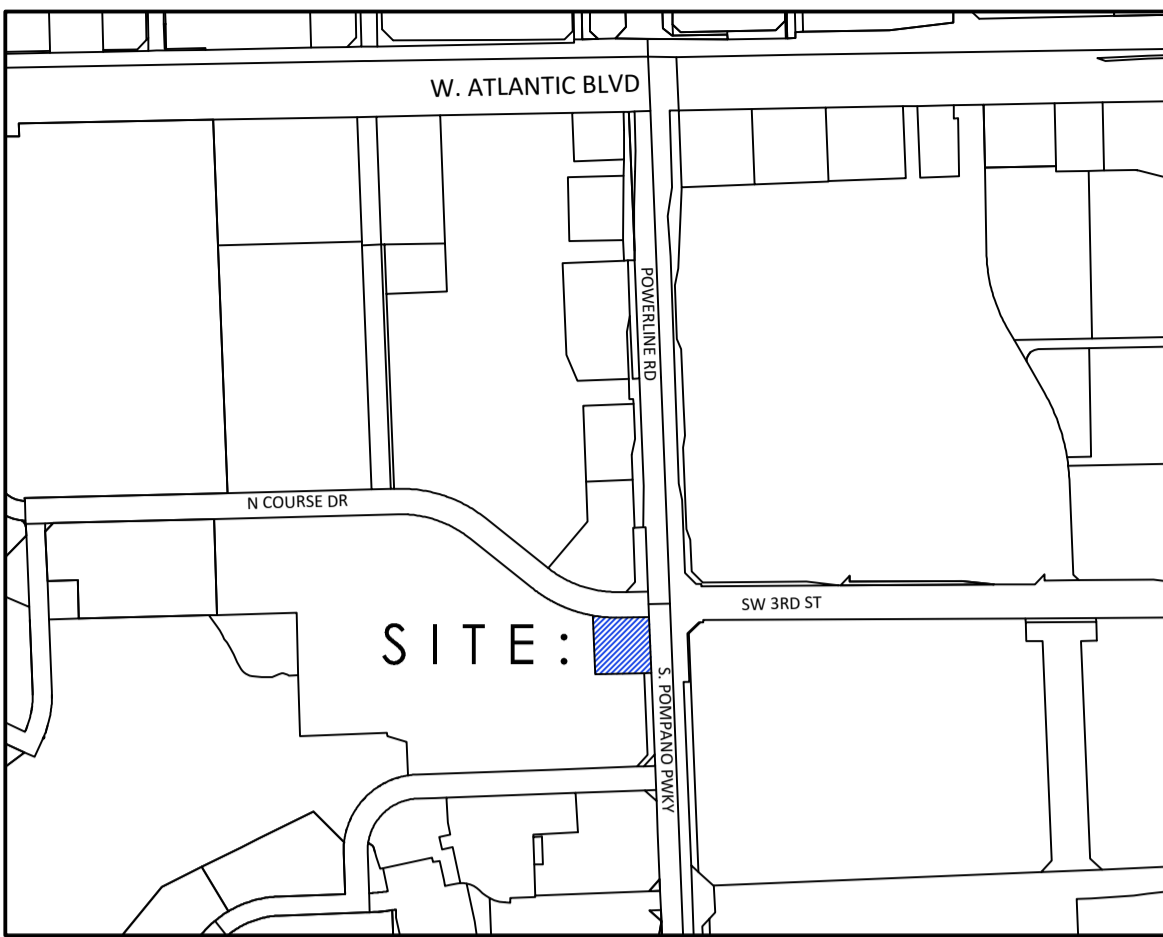 W. ATLANTIC BLVD
POWERLINE RD
N COURSE DR
SW 3RD ST
SITE:
S. POMPANO PWKY